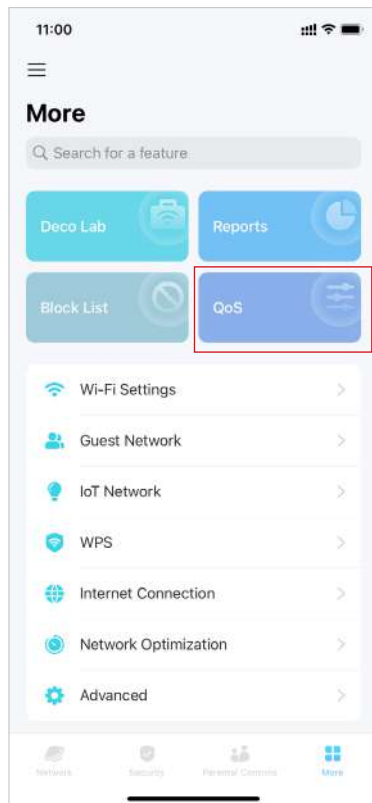 11:00
More
Search for a feature
Deco Lab
Reports
Block List
QoS
Wi-Fi Settings
Guest Network
IoT Network
WPS
Internet Connection
Network Optimization
Advanced
Network
Security
Parental Controls
More